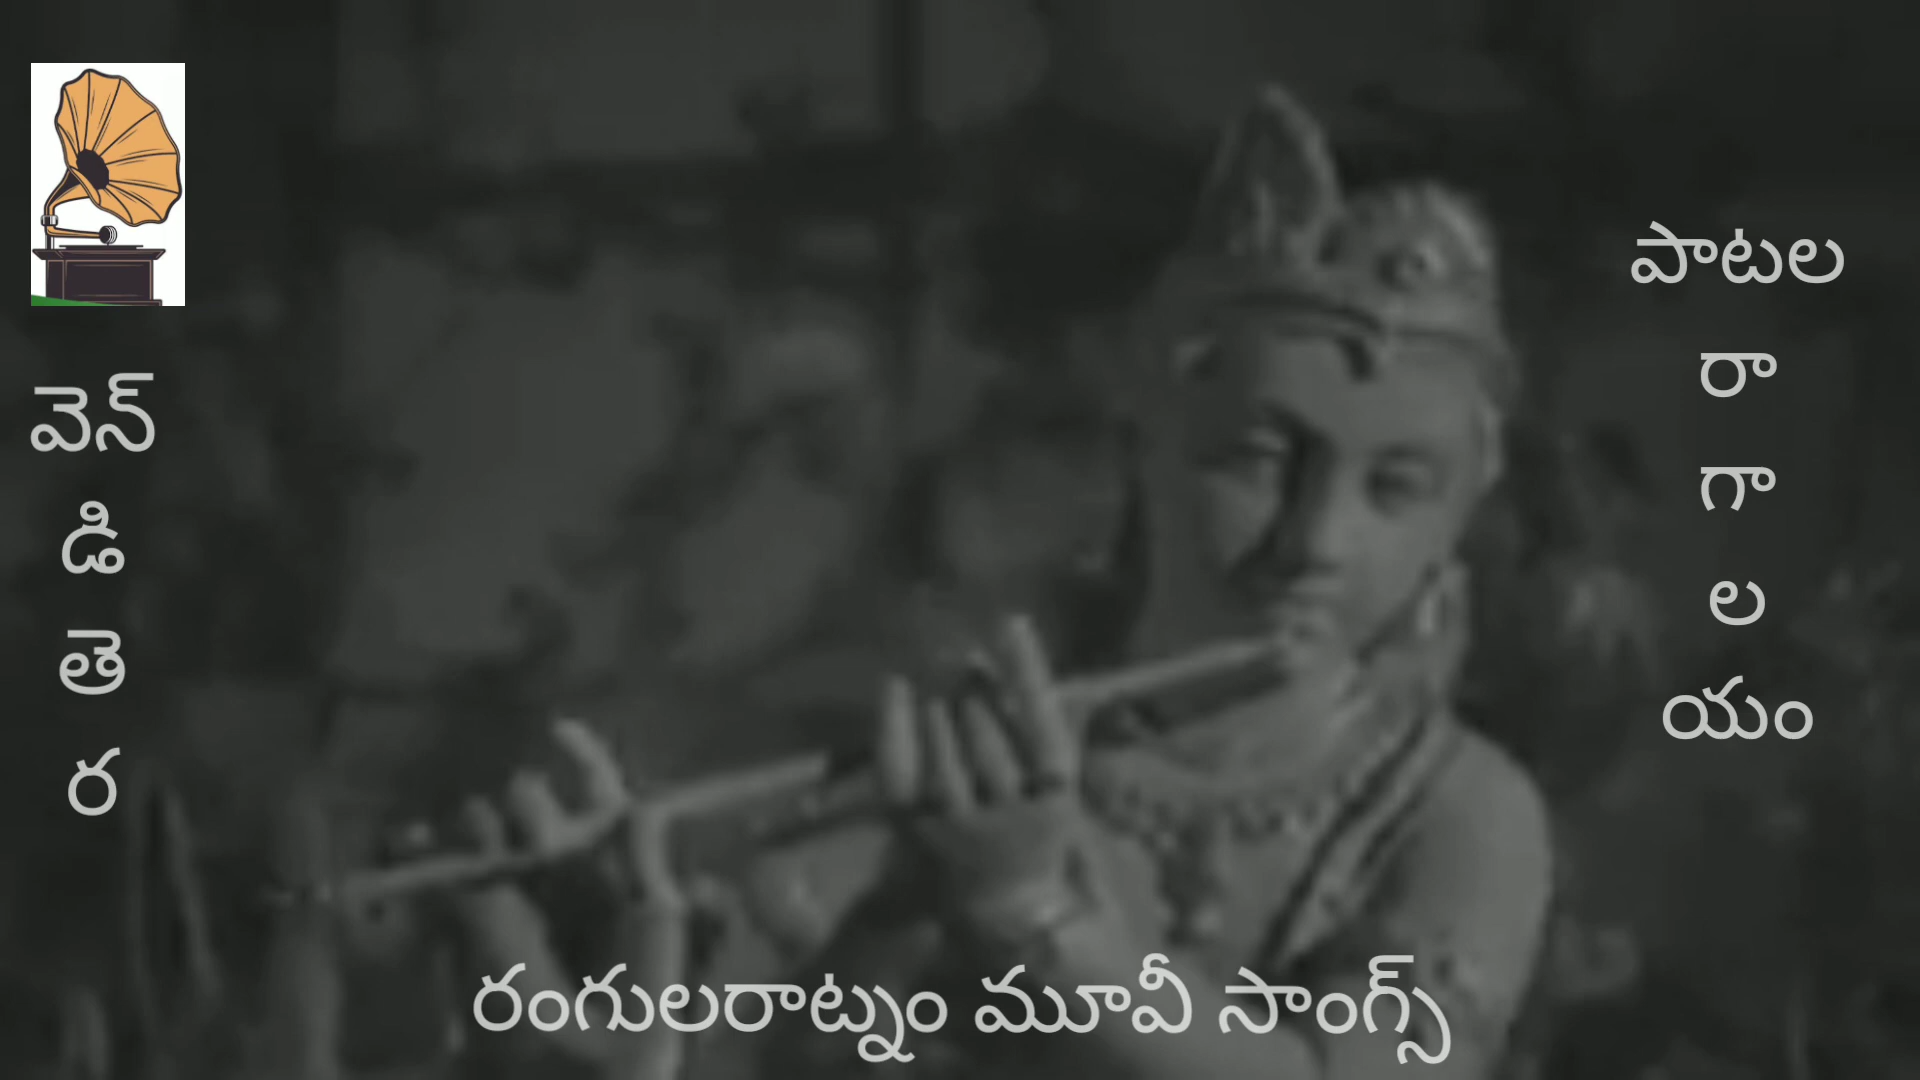 వెన్
డి
తె
ర
పాటల
రా
గా
ల
యం
రంగులరాట్నం మూవీ సాంగ్స్